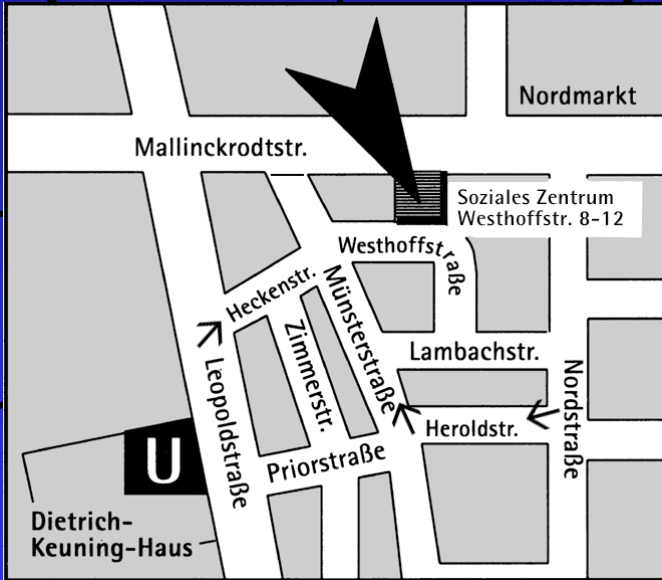 Nordmarkt
Mallinckrodtstr.
Soziales Zentrum
Westhoffstr. 8-12
Westhoffstraße
Heckenstr.
Münsterstraße
Zimmerstr.
Lambachstr.
Leopoldstraße
Nordstraße
Heroldstr.
U
Priorstraße
Dietrich-
Keuning-Haus